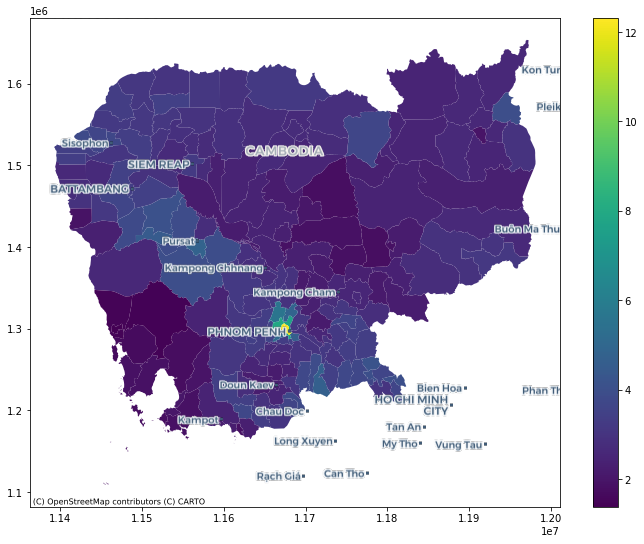 1e6
12
Kon Tur
1.6
Pleik
10
Sisophon
CAMBODIA
1.5
SIEM REAP
BATTAMBANG
8
Buôn Ma Thu
Pursat
1.4
Kampong Chhnang
Kampong Cham
6
1.3
PHNOM PENH
Doun Kaev
Bien Hoa
Phan Th
4
HO CHI MINH
CITY
1.2
Chau Doc
Kampot
Tan An
Long Xuyen
My Tho
Vung Tau
Rạch Giá
Cần Thơ
2
1.1
(C) OpenStreetMap contributors (C) CARTO
1.14
1.15
1.16
1.17
1.18
1.19
1.20
1e7